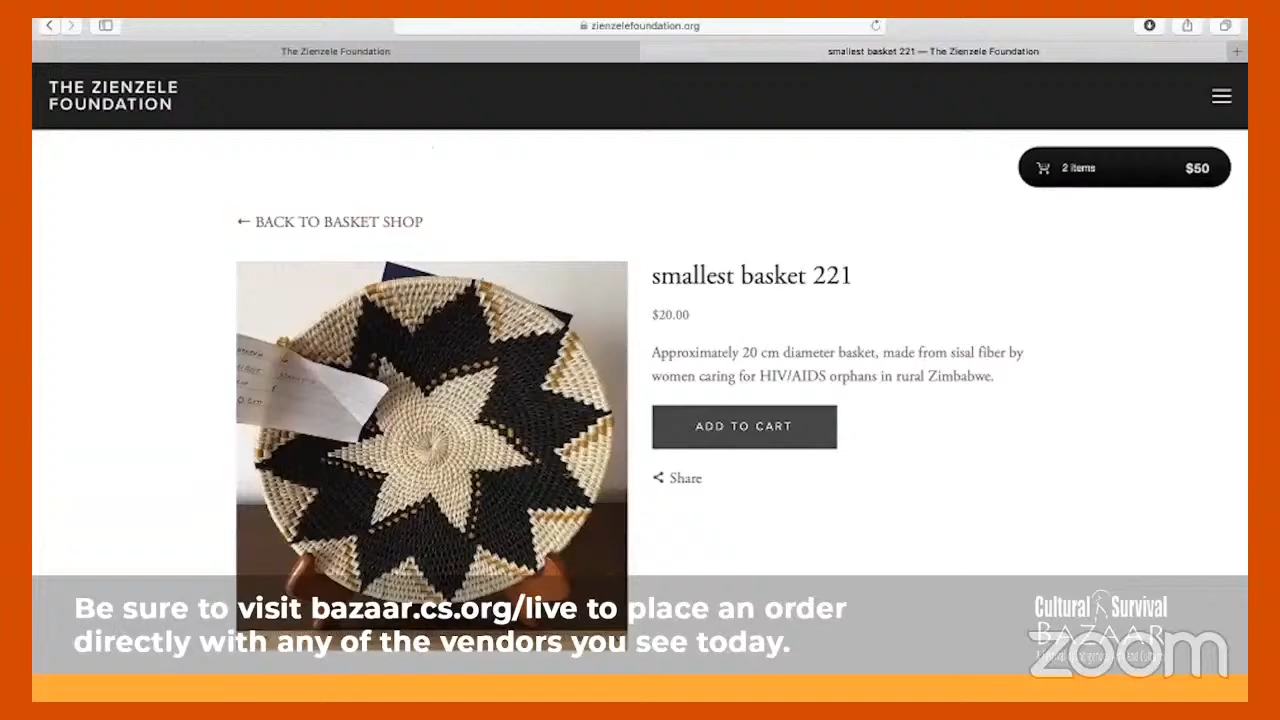 zienzelefoundation.org
The Zienzele Foundation
smallest basket 221 — The Zienzele Foundation
THE ZIENZELE
FOUNDATION
2 items $50
← BACK TO BASKET SHOP
smallest basket 221
$20.00
Approximately 20 cm diameter basket, made from sisal fiber by
women caring for HIV/AIDS orphans in rural Zimbabwe.
ADD TO CART
Share
Be sure to visit bazaar.cs.org/live to place an order
directly with any of the vendors you see today.
Cultural Survival
BAZAAR
zoom